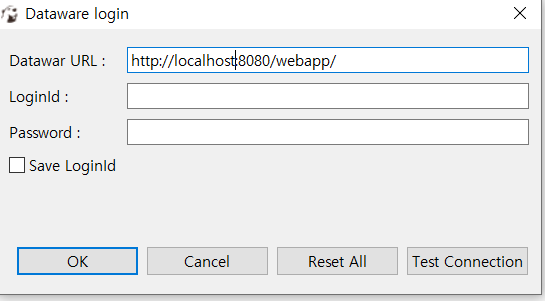 Dataware login
Datawar URL : http://localhost:8080/webapp/
LoginId :
Password :
Save LoginId
OK Cancel Reset All Test Connection